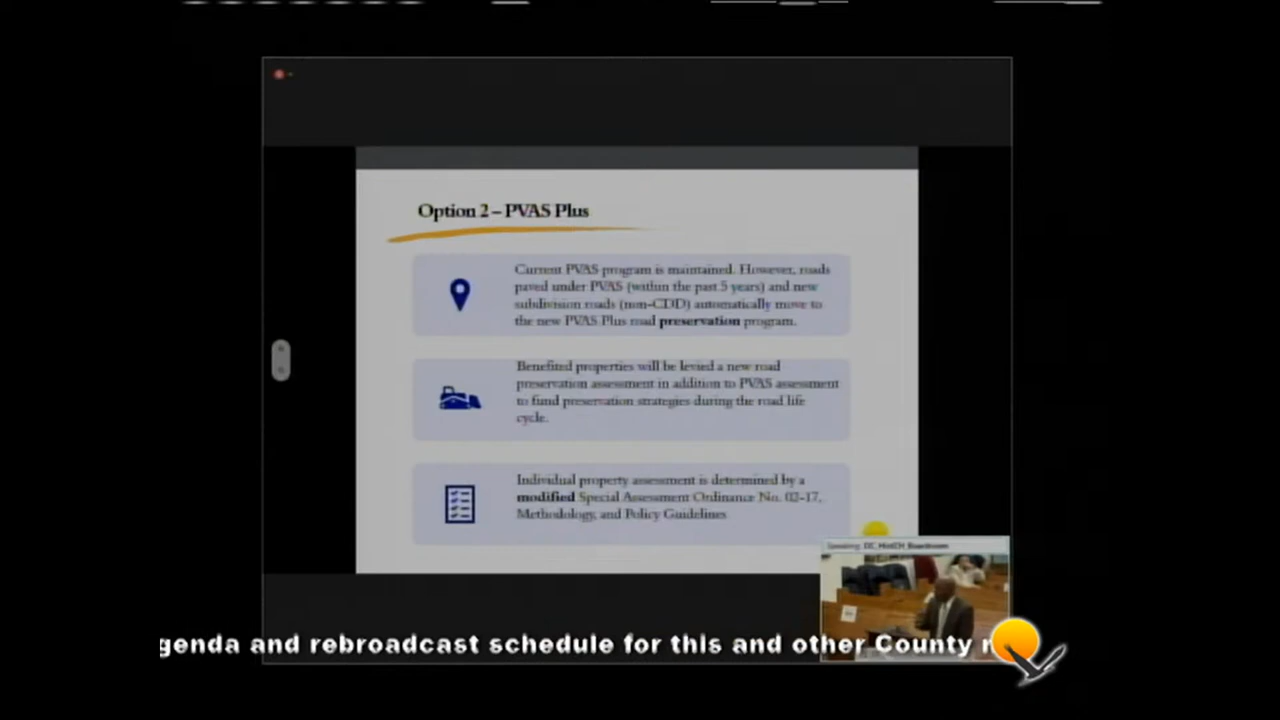 Option 2 – PVAS Plus
Current PVAS program is maintained. However, roads
paved under PVAS (within the past 5 years) and new
subdivision roads (non-CDD) automatically move to
the new PVAS Plus road preservation program.
Benefited properties will be levied a new road
preservation assessment in addition to PVAS assessment
to fund preservation strategies during the road life
cycle.
Individual property assessment is determined by a
modified Special Assessment Ordinance No. 02-17,
Methodology, and Policy Guidelines
Speaking:
genda and rebroadcast schedule for this and other County